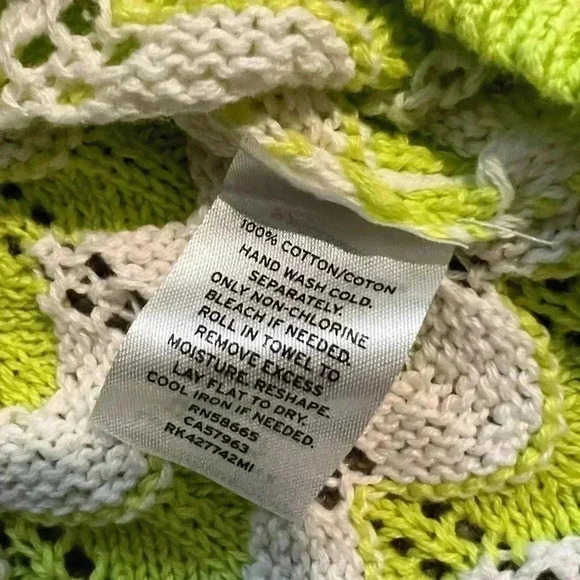 100% COTTON/COTON
HAND WASH COLD.
SEPARATELY.
ONLY NON-CHLORINE
BLEACH IF NEEDED.
ROLL IN TOWEL TO
REMOVE EXCESS
MOISTURE. RESHAPE.
LAY FLAT TO DRY.
COOL IRON IF NEEDED.
RN58665
CA57963
RK427742MI